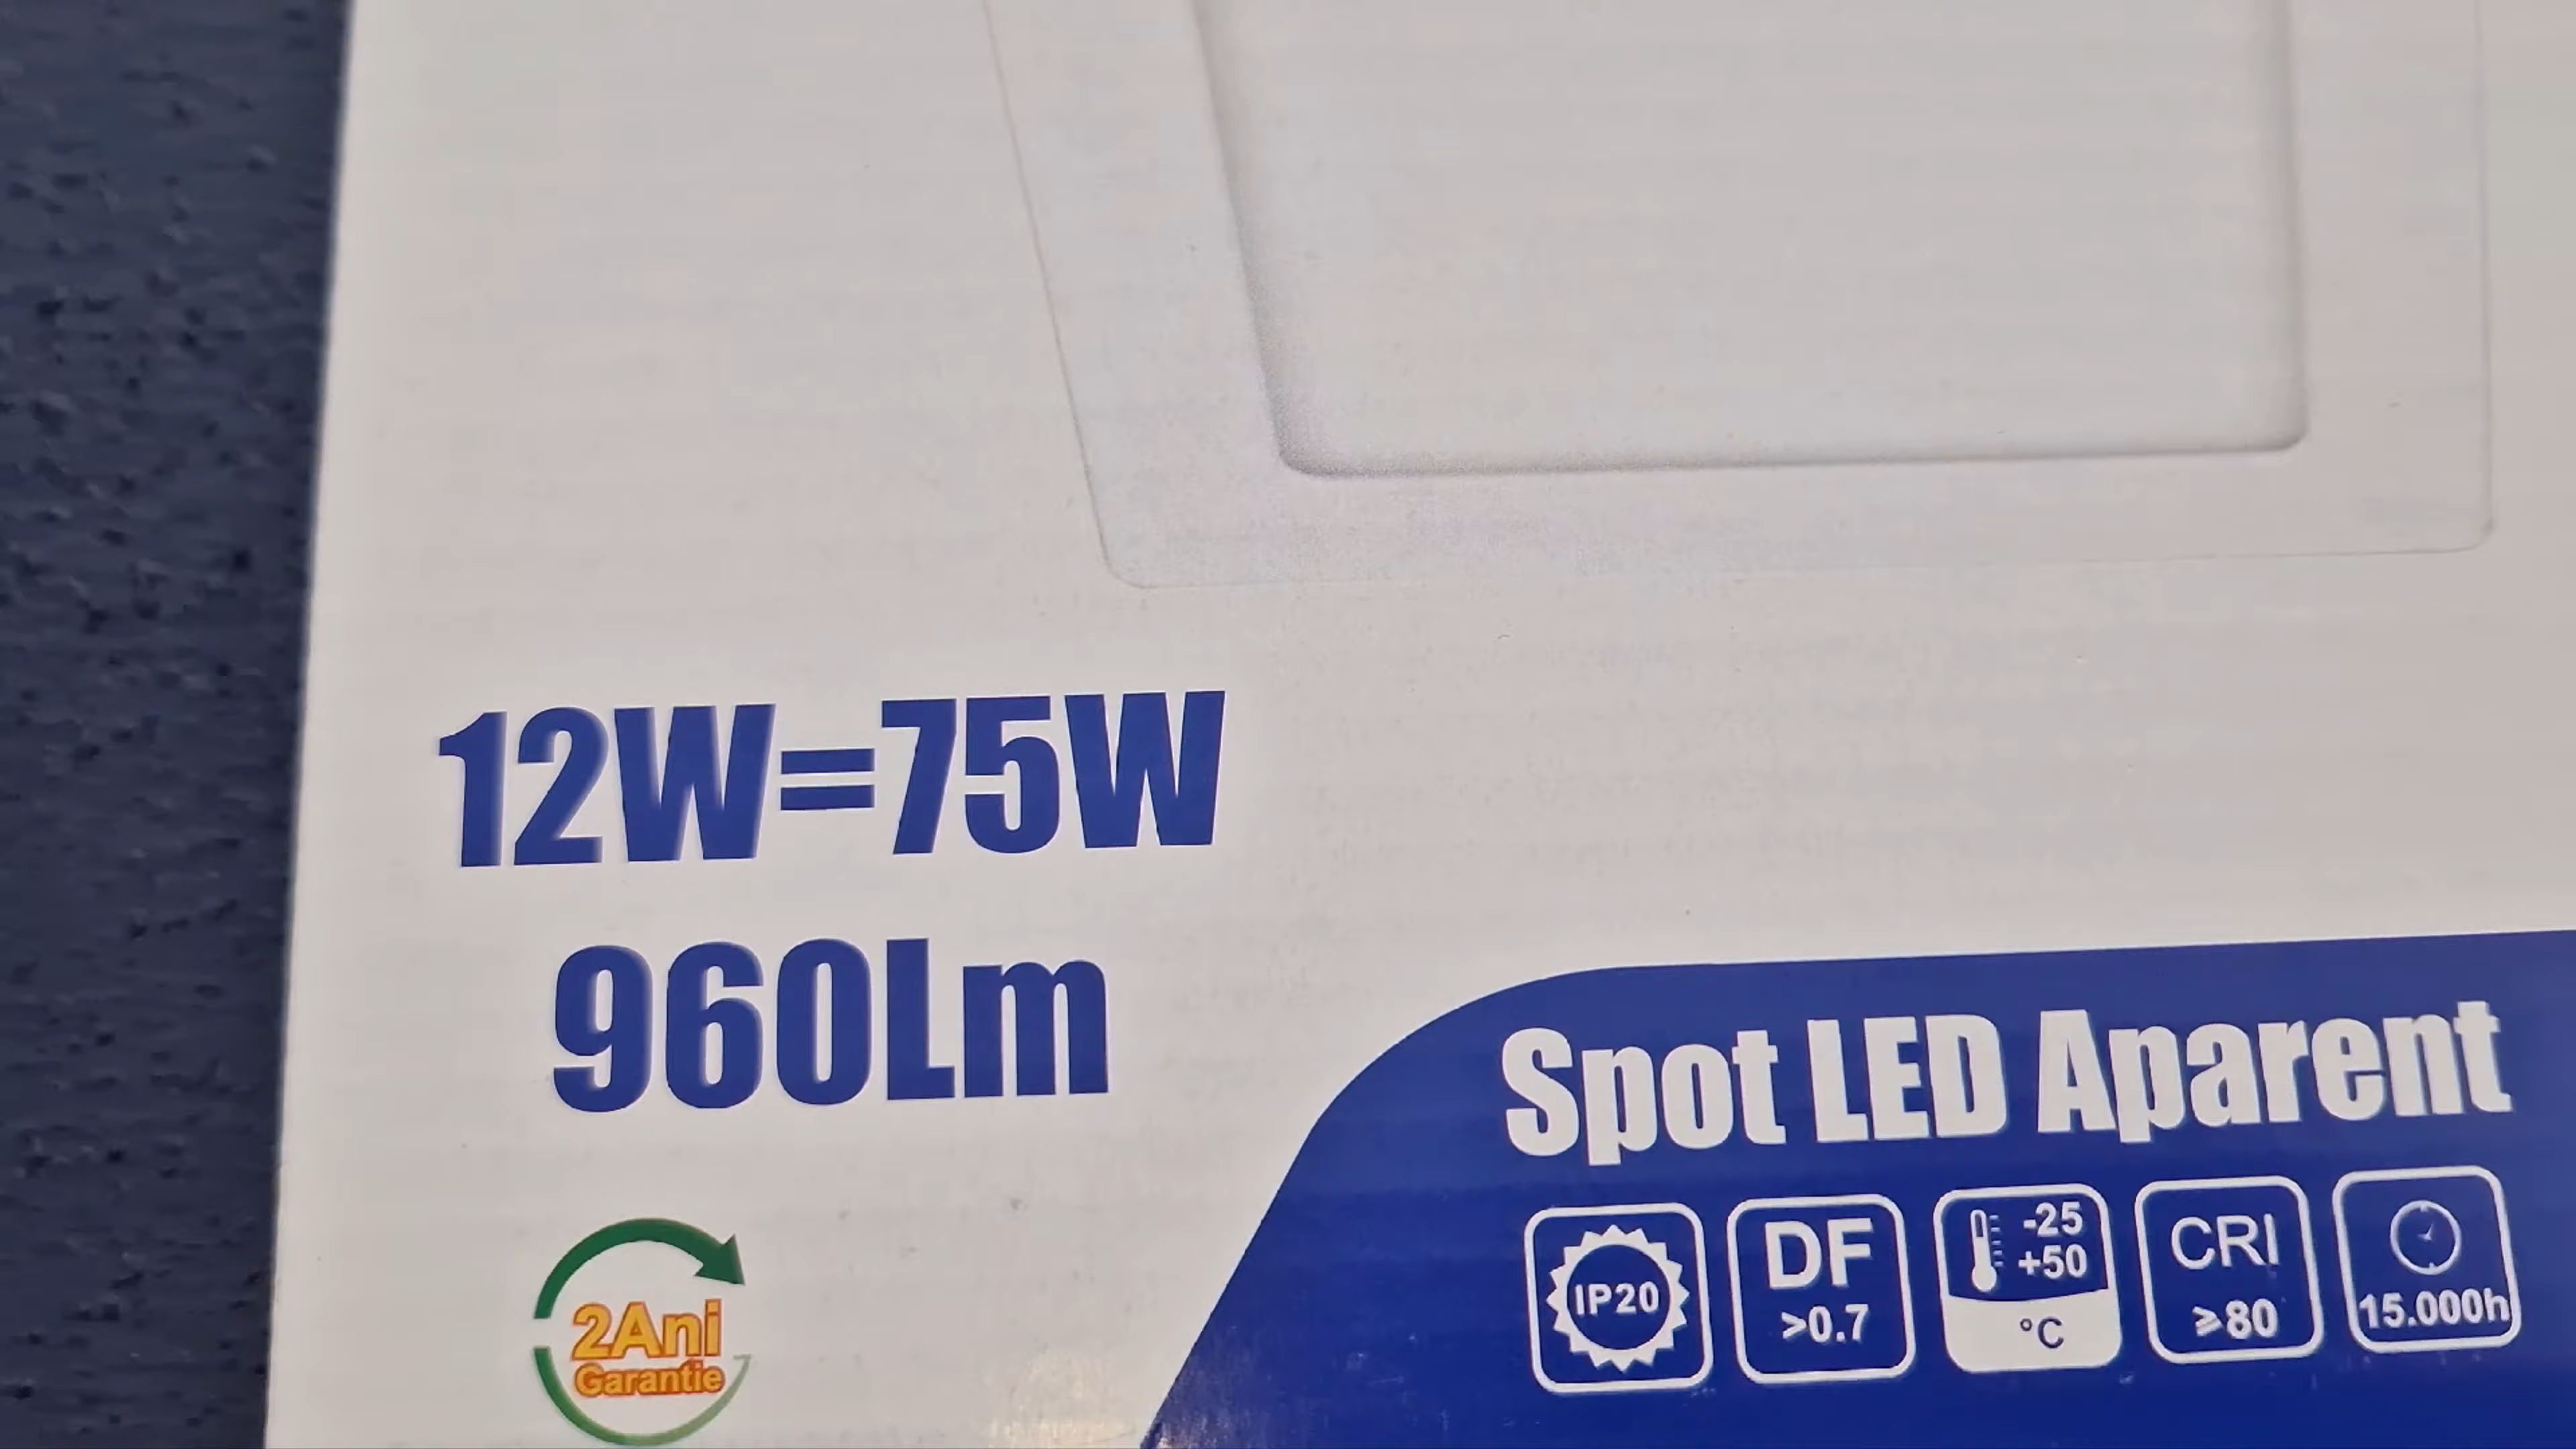 12W=75W
960Lm
2Ani
Garantie
Spot LED Aparent
IP20
DF
>0.7
-25
+50
°C
CRI
⩾80
15.000h